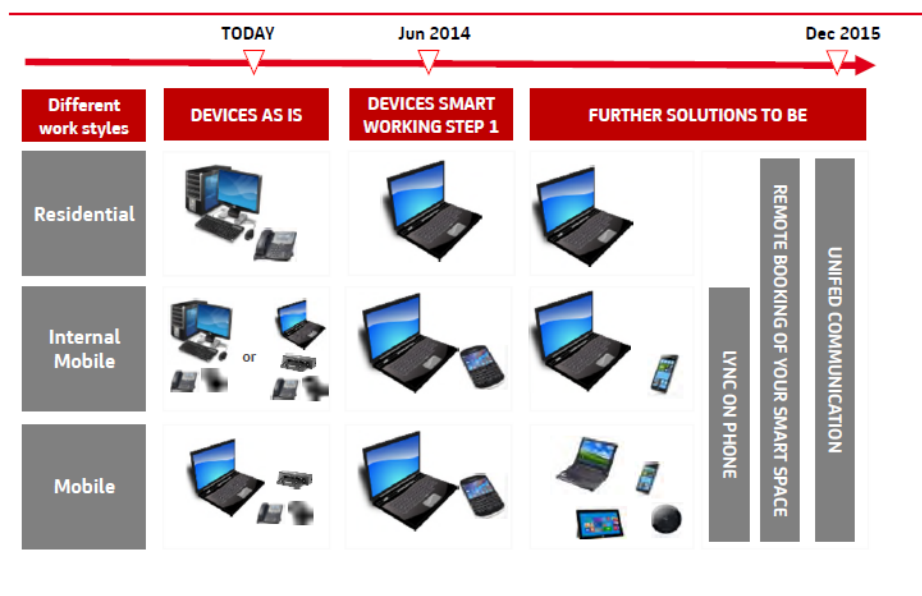 TODAY
Jun 2014
Dec 2015
Different
work styles
DEVICES AS IS
DEVICES SMART
WORKING STEP 1
FURTHER SOLUTIONS TO BE
Residential
Internal
Mobile
or
Mobile
LYNC ON PHONE
REMOTE BOOKING OF YOUR SMART SPACE
UNIFED COMMUNICATION